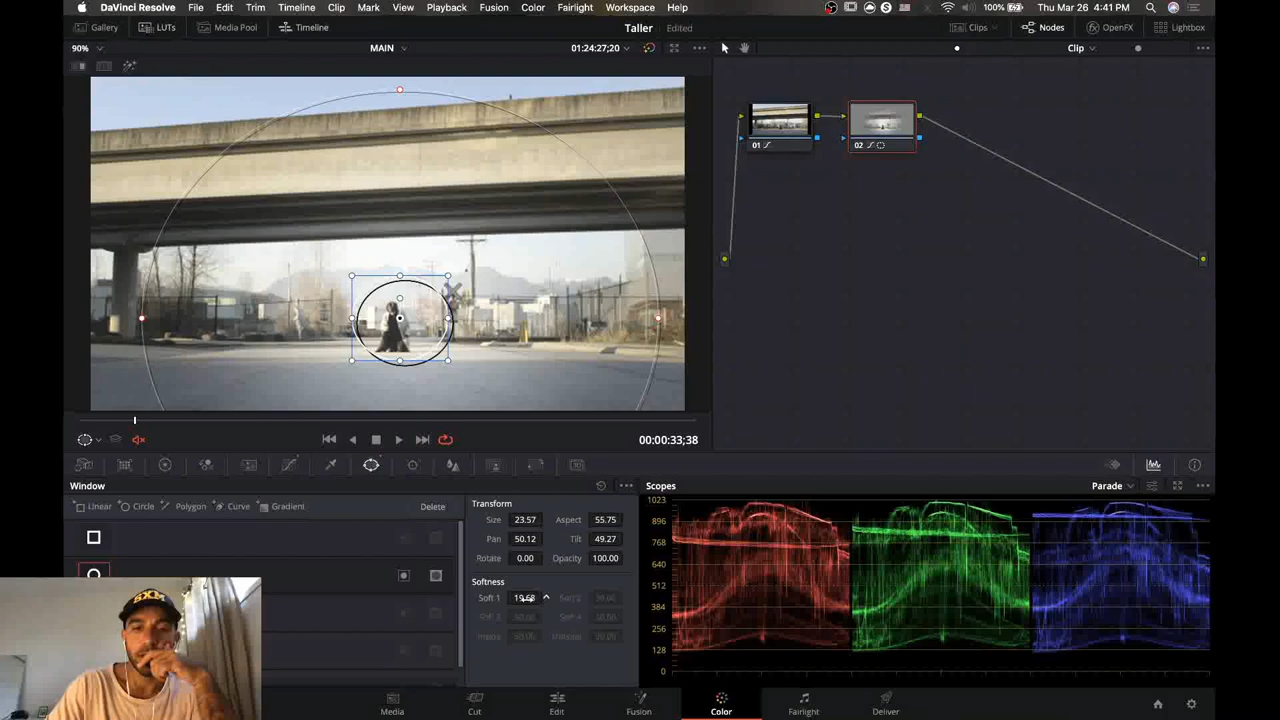 DaVinci Resolve File Edit Trim Timeline Clip Mark View Playback Fusion Color Fairlight Workspace Help 100% Thu Mar 26 4:41 PM
Gallery LUTs Media Pool Timeline Taller Edited Clips Nodes OpenFX Lightbox
90% MAIN 01:24:27;20 Clip
01 02
00:00:33;38
Window Scopes Parade
Linear Circle Polygon Curve Gradient Delete
Transform
Size 23.57 Aspect 55.75
Pan 50.12 Tilt 49.27
Rotate 0.00 Opacity 100.00
Softness
Soft 1
1023
896
768
640
512
384
256
128
0
SXM
Media Cut Edit Fusion Color Fairlight Deliver